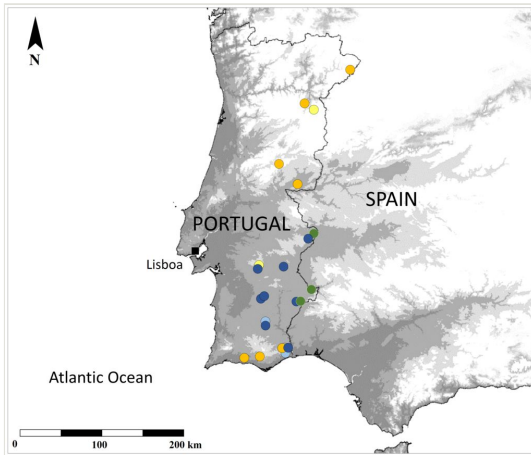 N
SPAIN
PORTUGAL
Lisboa
Atlantic Ocean
0 100 200 km